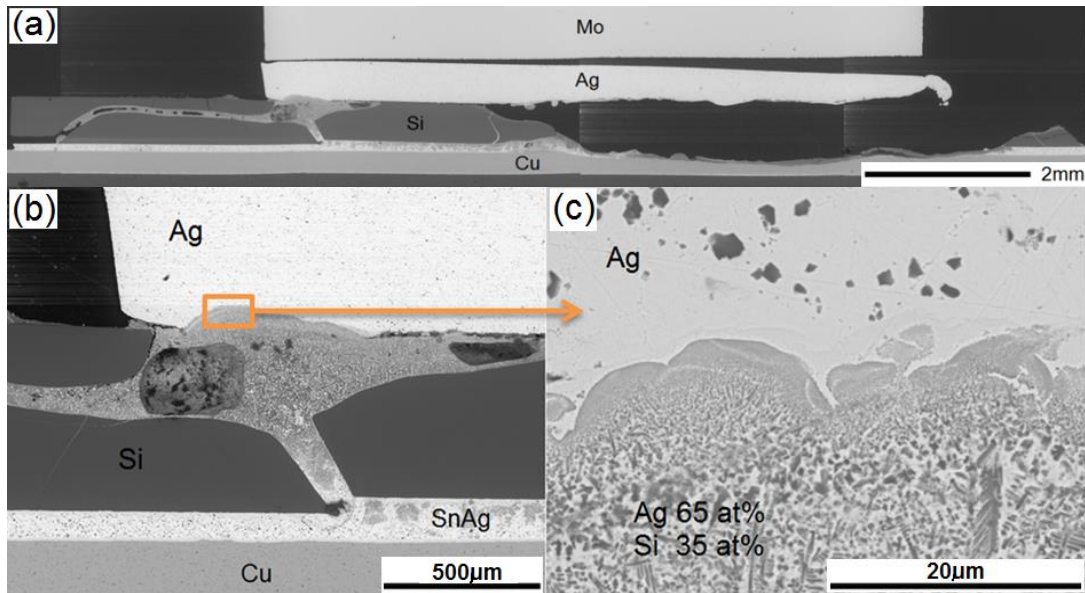 (a)
Mo
Ag
Si
Cu
2mm
(b)
Ag
Si
SnAg
Cu
500µm
(c)
Ag
Ag 65 at%
Si 35 at%
20µm